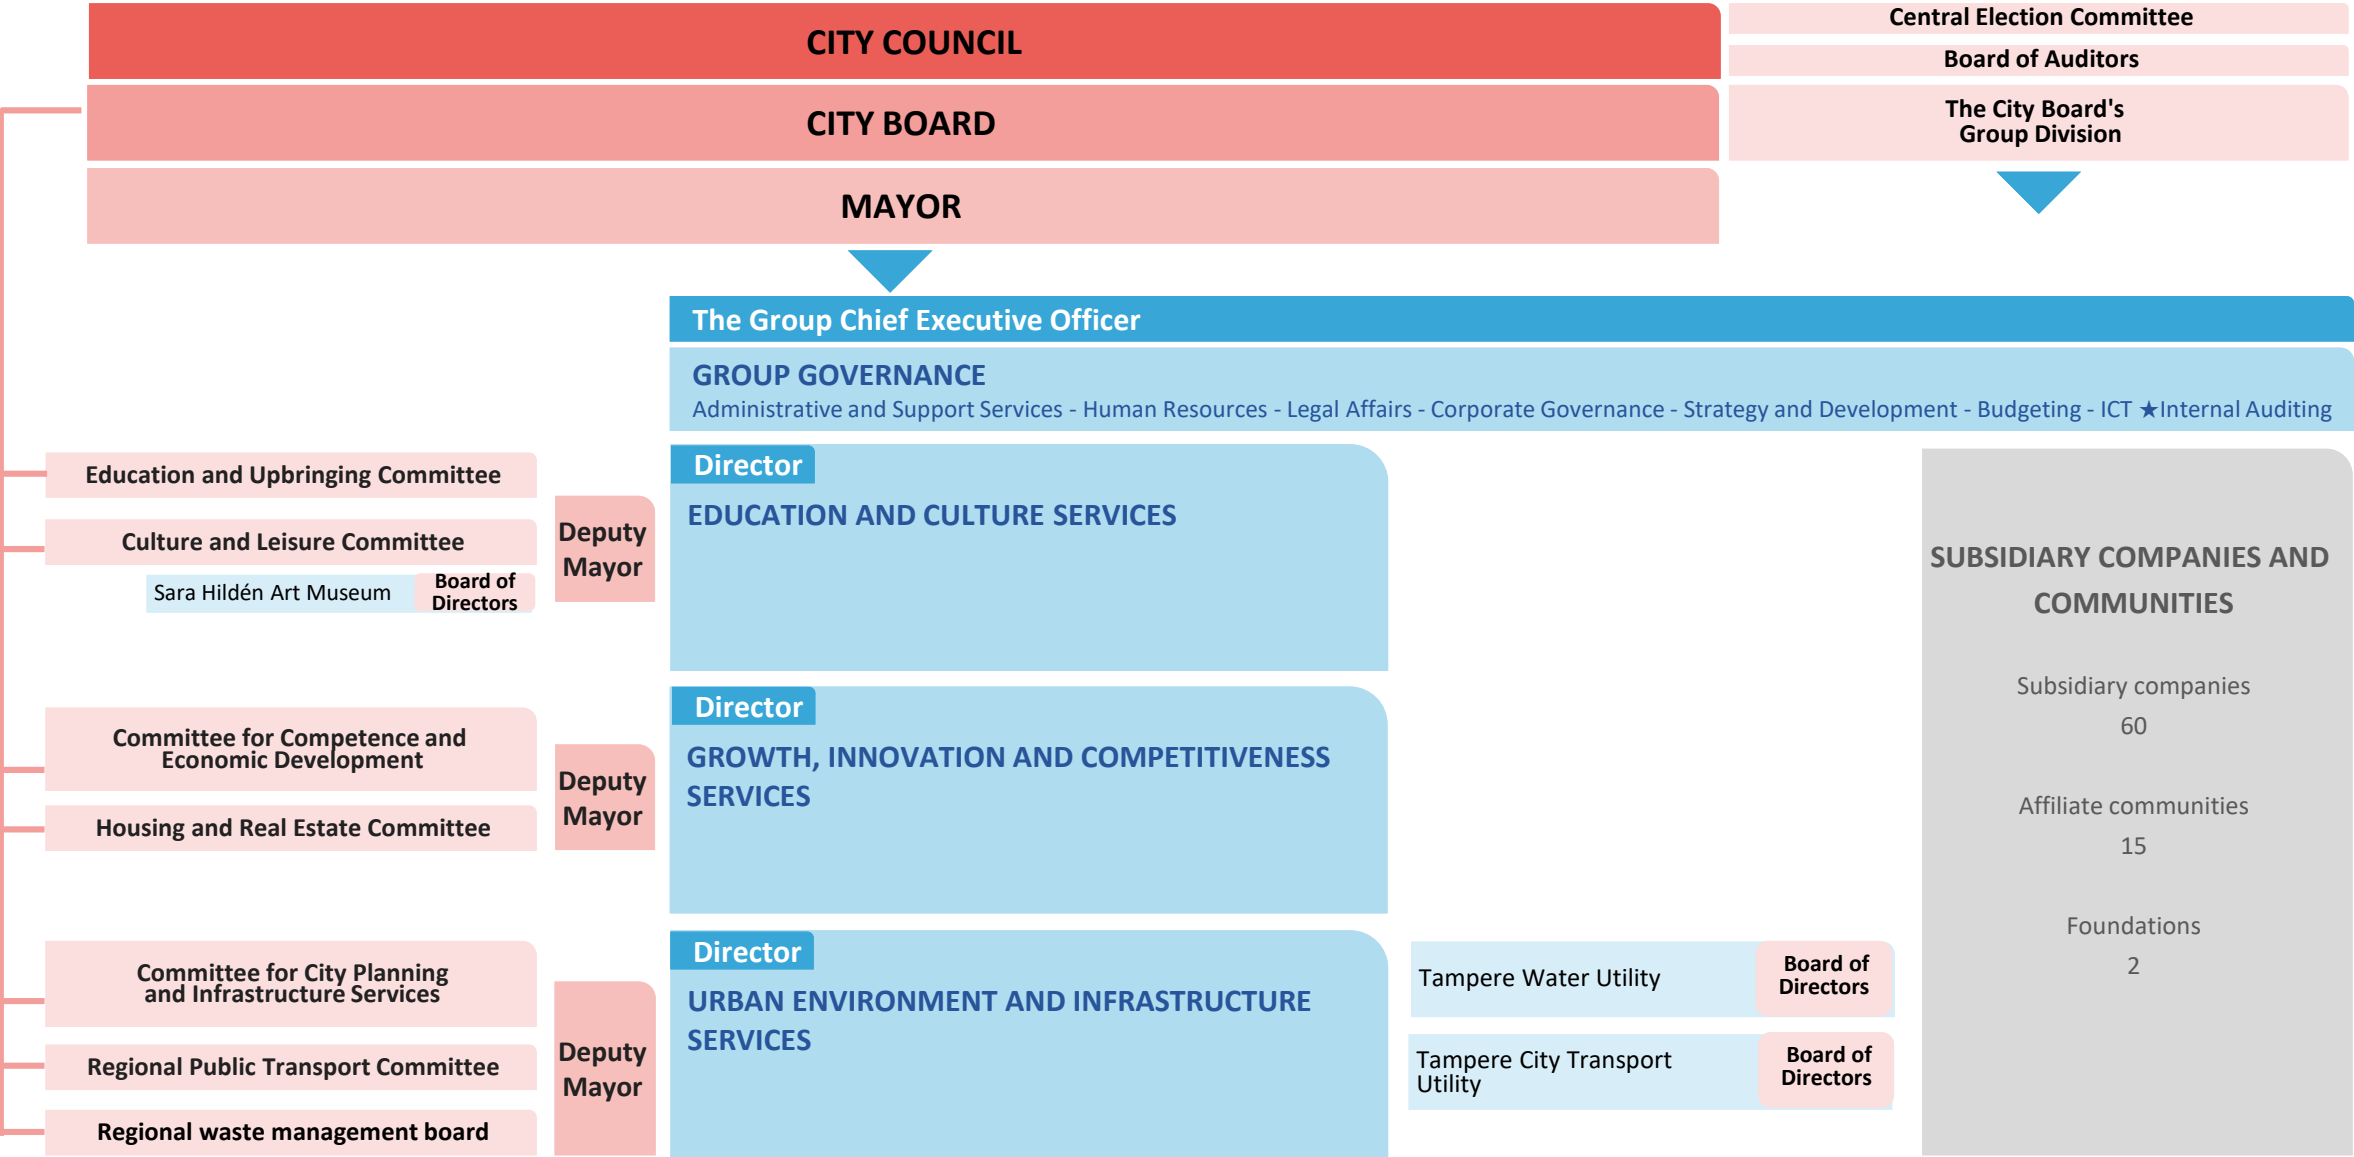 CITY COUNCIL
Central Election Committee
Board of Auditors
CITY BOARD
The City Board's
Group Division
MAYOR
The Group Chief Executive Officer
GROUP GOVERNANCE
Administrative and Support Services - Human Resources - Legal Affairs - Corporate Governance - Strategy and Development - Budgeting - ICT ★Internal Auditing
Education and Upbringing Committee
Culture and Leisure Committee
Sara Hildén Art Museum
Board of
Directors
Deputy
Mayor
Director
EDUCATION AND CULTURE SERVICES
Committee for Competence and
Economic Development
Housing and Real Estate Committee
Deputy
Mayor
Director
GROWTH, INNOVATION AND COMPETITIVENESS
SERVICES
Committee for City Planning
and Infrastructure Services
Regional Public Transport Committee
Regional waste management board
Deputy
Mayor
Director
URBAN ENVIRONMENT AND INFRASTRUCTURE
SERVICES
Tampere Water Utility
Board of
Directors
Tampere City Transport
Utility
Board of
Directors
SUBSIDIARY COMPANIES AND
COMMUNITIES
Subsidiary companies
60
Affiliate communities
15
Foundations
2